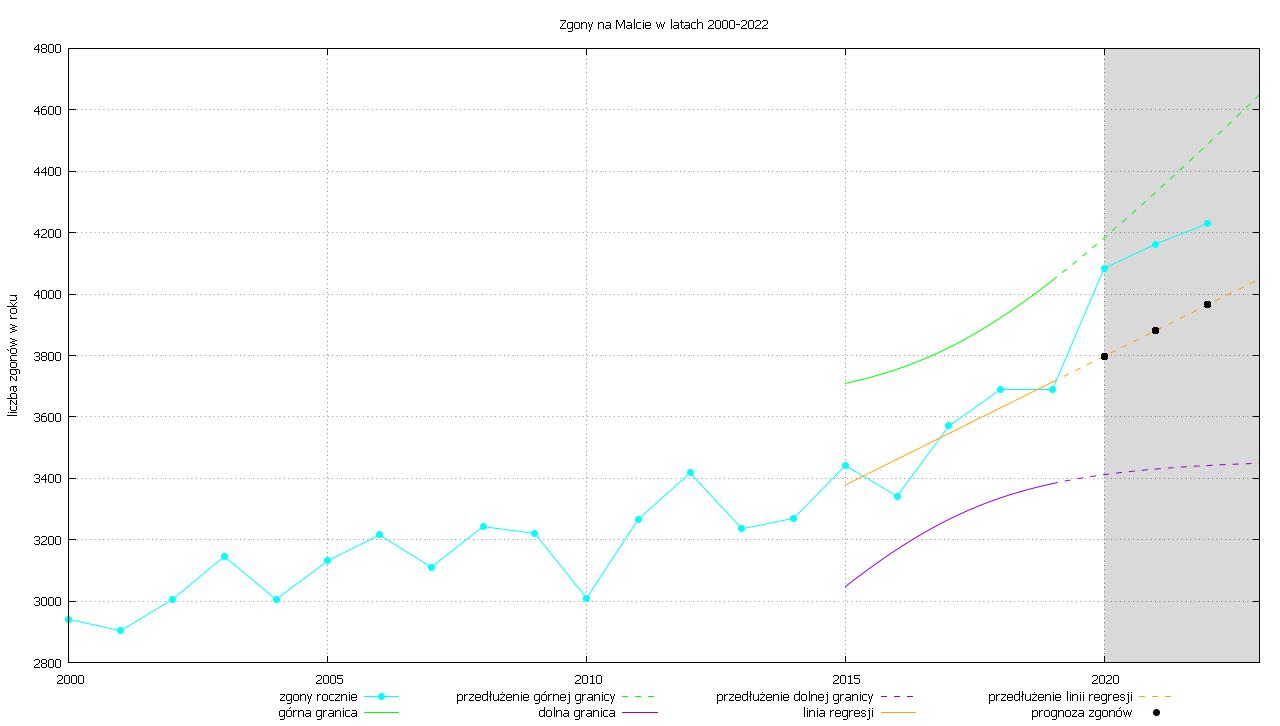 Zgony na Malcie w latach 2000-2022
4800
4600
4400
4200
4000
3800
3600
3400
3200
3000
2800
liczba zgonów w roku
2000 2005 2010 2015 2020
zgony rocznie przedłużenie górnej granicy przedłużenie dolnej granicy przedłużenie linii regresji
górna granica dolna granica linia regresji prognoza zgonów